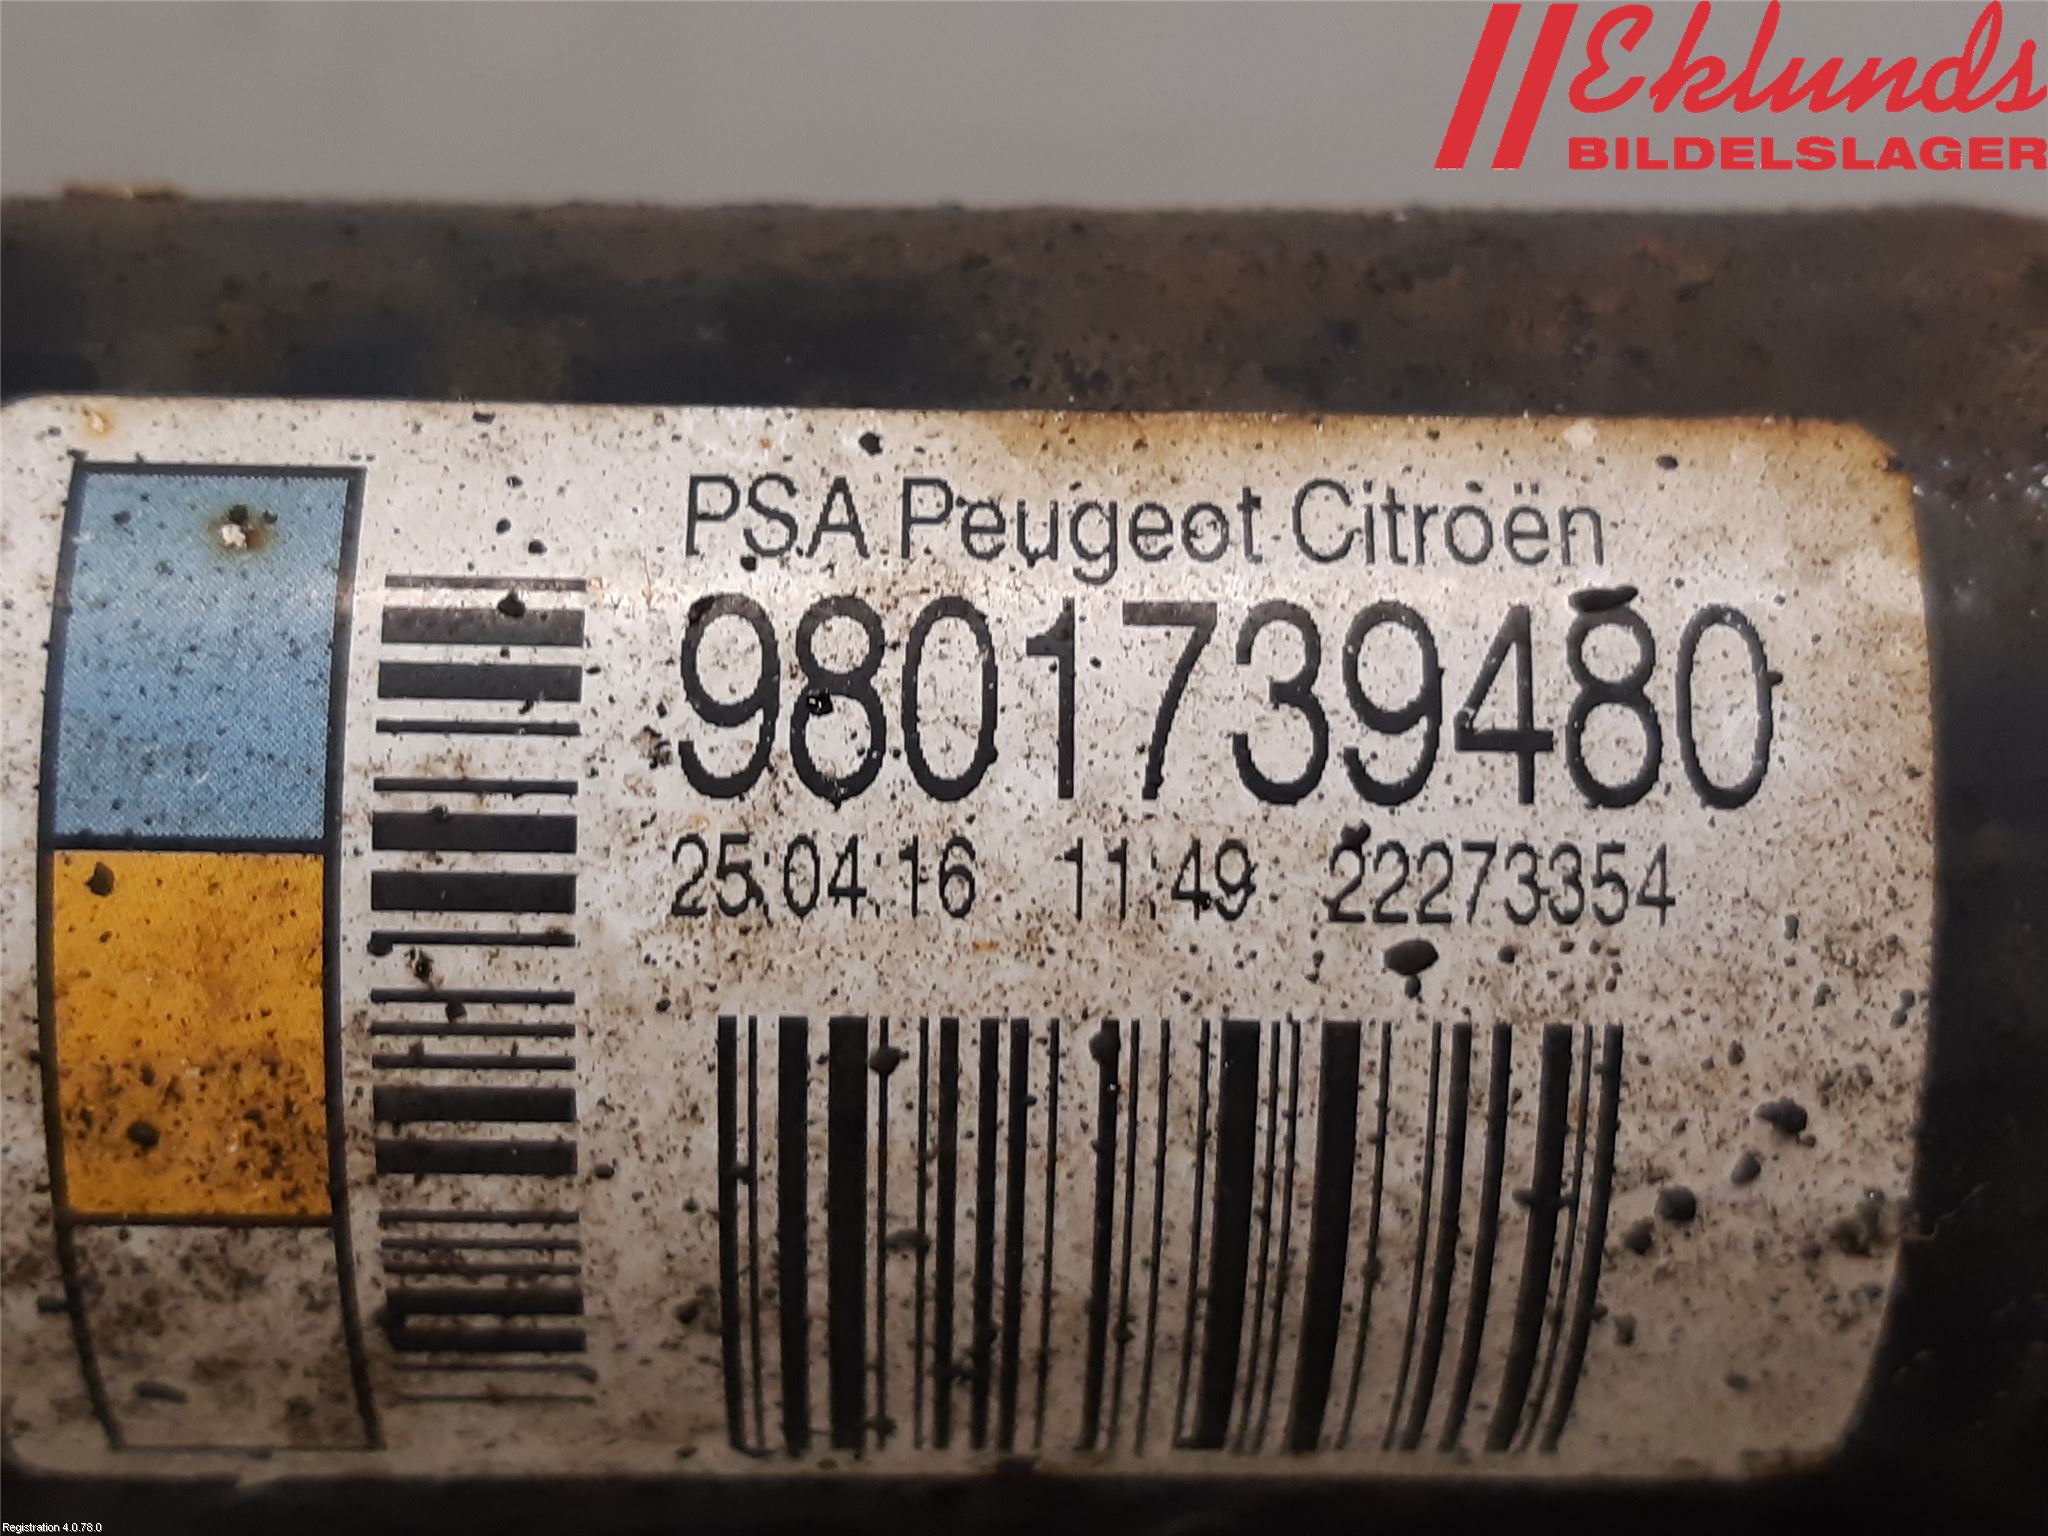 Eklunds
BILDELSLAGER
PSA Peugeot Citroën
9801739480
25.04.16 11:49 22273354
Registration 4.0.78.0